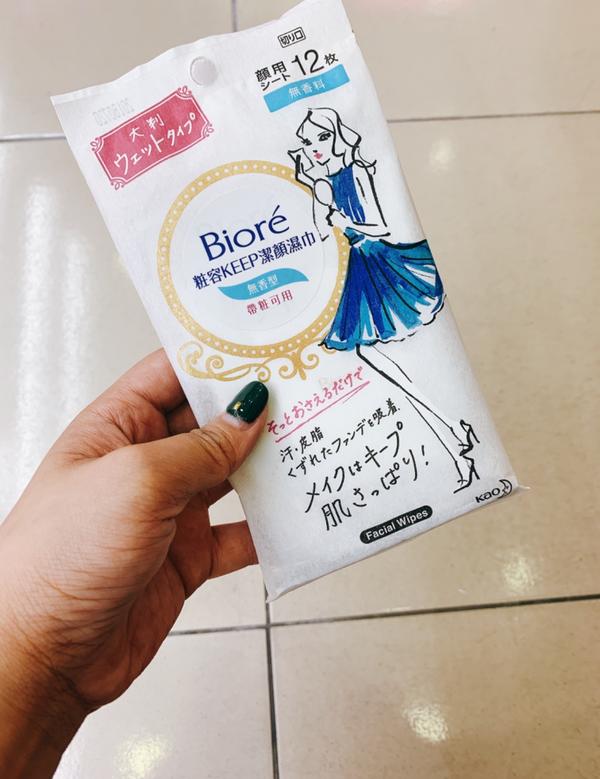 切り口
顔用
シート
12枚
無香料
大判
ウェットタイプ
Bioré
粧容KEEP潔顏濕巾
無香型
帶粧可用
そっとおさえるだけで
汗・皮脂
くずれたファンデを吸着。
メイクはキープ
肌さっぱり!
Kao
Facial Wipes